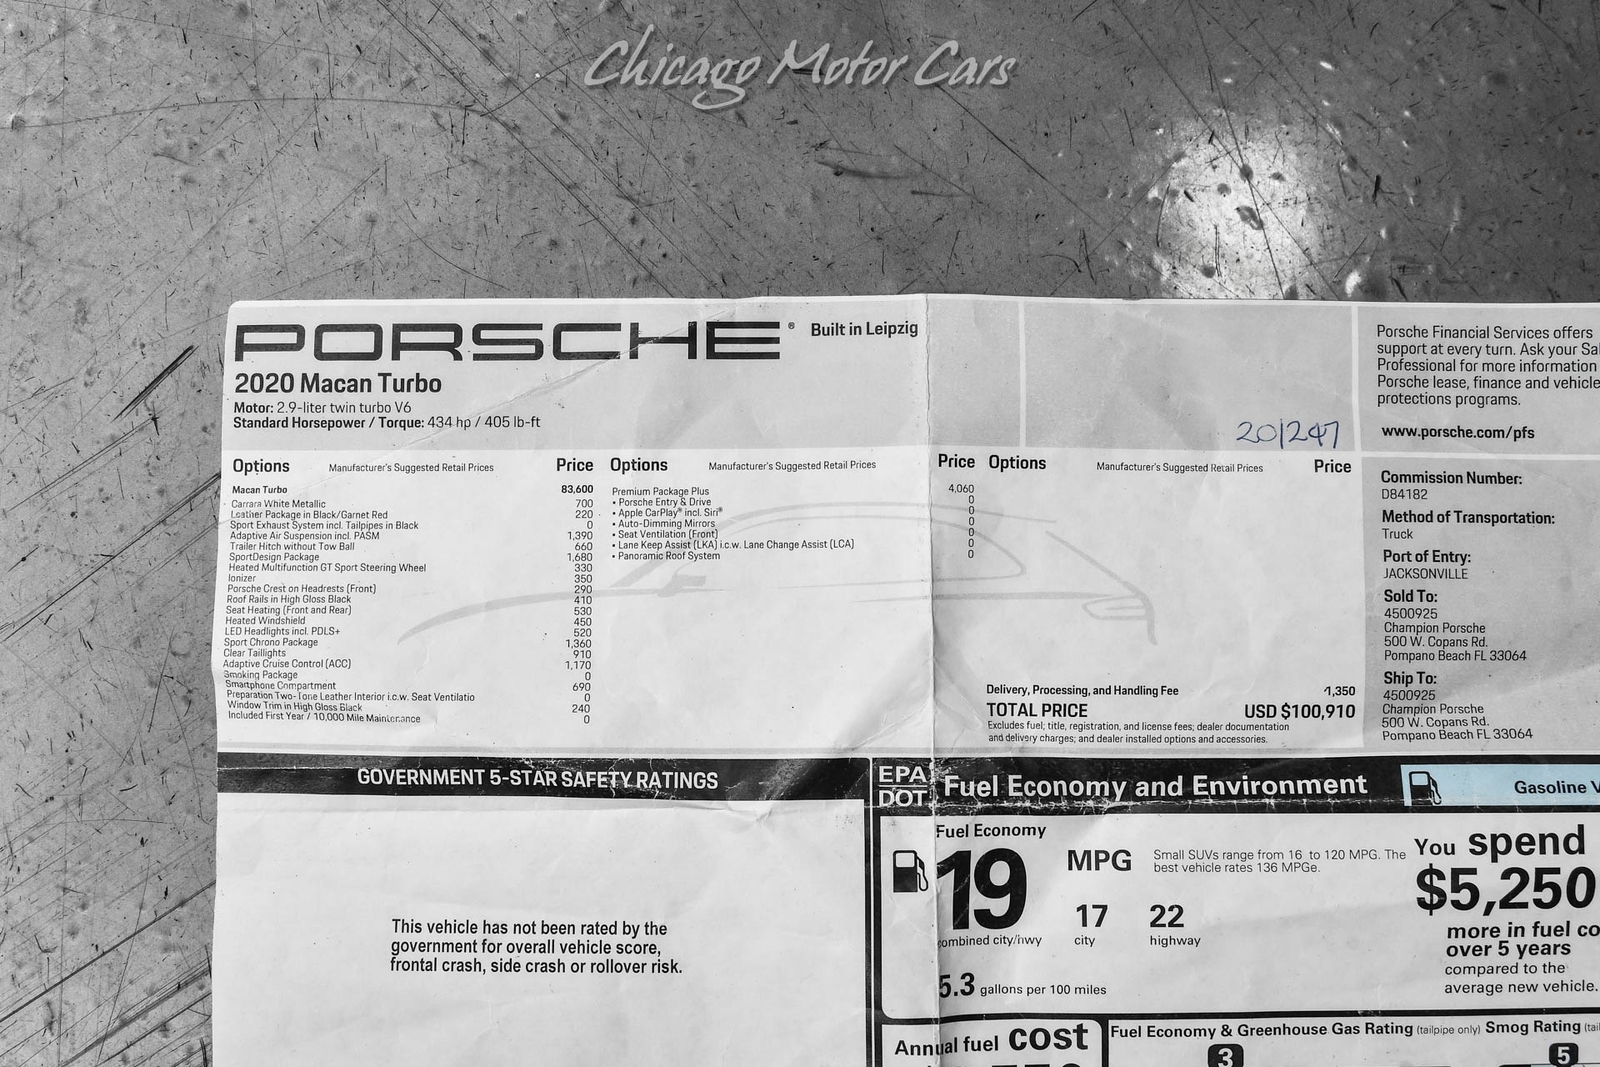 Chicago Motor Cars
PORSCHE® Built in Leipzig
2020 Macan Turbo
Motor: 2.9-liter twin turbo V6
Standard Horsepower / Torque: 434 hp / 405 lb-ft
20/247
Options Manufacturer's Suggested Retail Prices Price
Macan Turbo 83,600
Carrara White Metallic 700
Leather Package in Black/Garnet Red 220
Sport Exhaust System incl. Tailpipes in Black 0
Adaptive Air Suspension incl. PASM 1,390
Trailer Hitch without Tow Ball 660
SportDesign Package 1,680
Heated Multifunction GT Sport Steering Wheel 330
Ionizer 350
Porsche Crest on Headrests (Front) 290
Roof Rails in High Gloss Black 410
Seat Heating (Front and Rear) 530
Heated Windshield 450
LED Headlights incl. PDLS+ 520
Sport Chrono Package 1,360
Clear Taillights 910
Adaptive Cruise Control (ACC) 1,170
Smoking Package 0
Smartphone Compartment 690
Preparation Two-Tone Leather Interior i.c.w. Seat Ventilatio 0
Window Trim in High Gloss Black 240
Included First Year / 10,000 Mile Maintenance 0
Options Manufacturer's Suggested Retail Prices Price
Premium Package Plus 4,060
• Porsche Entry & Drive 0
• Apple CarPlay® incl. Siri® 0
• Auto-Dimming Mirrors 0
• Seat Ventilation (Front) 0
• Lane Keep Assist (LKA) i.c.w. Lane Change Assist (LCA) 0
• Panoramic Roof System 0
Options Manufacturer's Suggested Retail Prices Price
Delivery, Processing, and Handling Fee 1,350
TOTAL PRICE USD $100,910
Excludes fuel; title, registration, and license fees; dealer documentation
and delivery charges; and dealer installed options and accessories.
Porsche Financial Services offers
support at every turn. Ask your Sa
Professional for more information
Porsche lease, finance and vehicle
protections programs.
www.porsche.com/pfs
Commission Number:
D84182
Method of Transportation:
Truck
Port of Entry:
JACKSONVILLE
Sold To:
4500925
Champion Porsche
500 W. Copans Rd.
Pompano Beach FL 33064
Ship To:
4500925
Champion Porsche
500 W. Copans Rd.
Pompano Beach FL 33064
GOVERNMENT 5-STAR SAFETY RATINGS
This vehicle has not been rated by the
government for overall vehicle score,
frontal crash, side crash or rollover risk.
EPA
DOT
Fuel Economy and Environment
Gasoline V
Fuel Economy
19 MPG
combined city/hwy
17 city
22 highway
Small SUVs range from 16 to 120 MPG. The
best vehicle rates 136 MPGe.
5.3 gallons per 100 miles
You spend
$5,250
more in fuel co
over 5 years
compared to the
average new vehicle.
Annual fuel cost
Fuel Economy & Greenhouse Gas Rating (tailpipe only) Smog Rating (tai
3 5